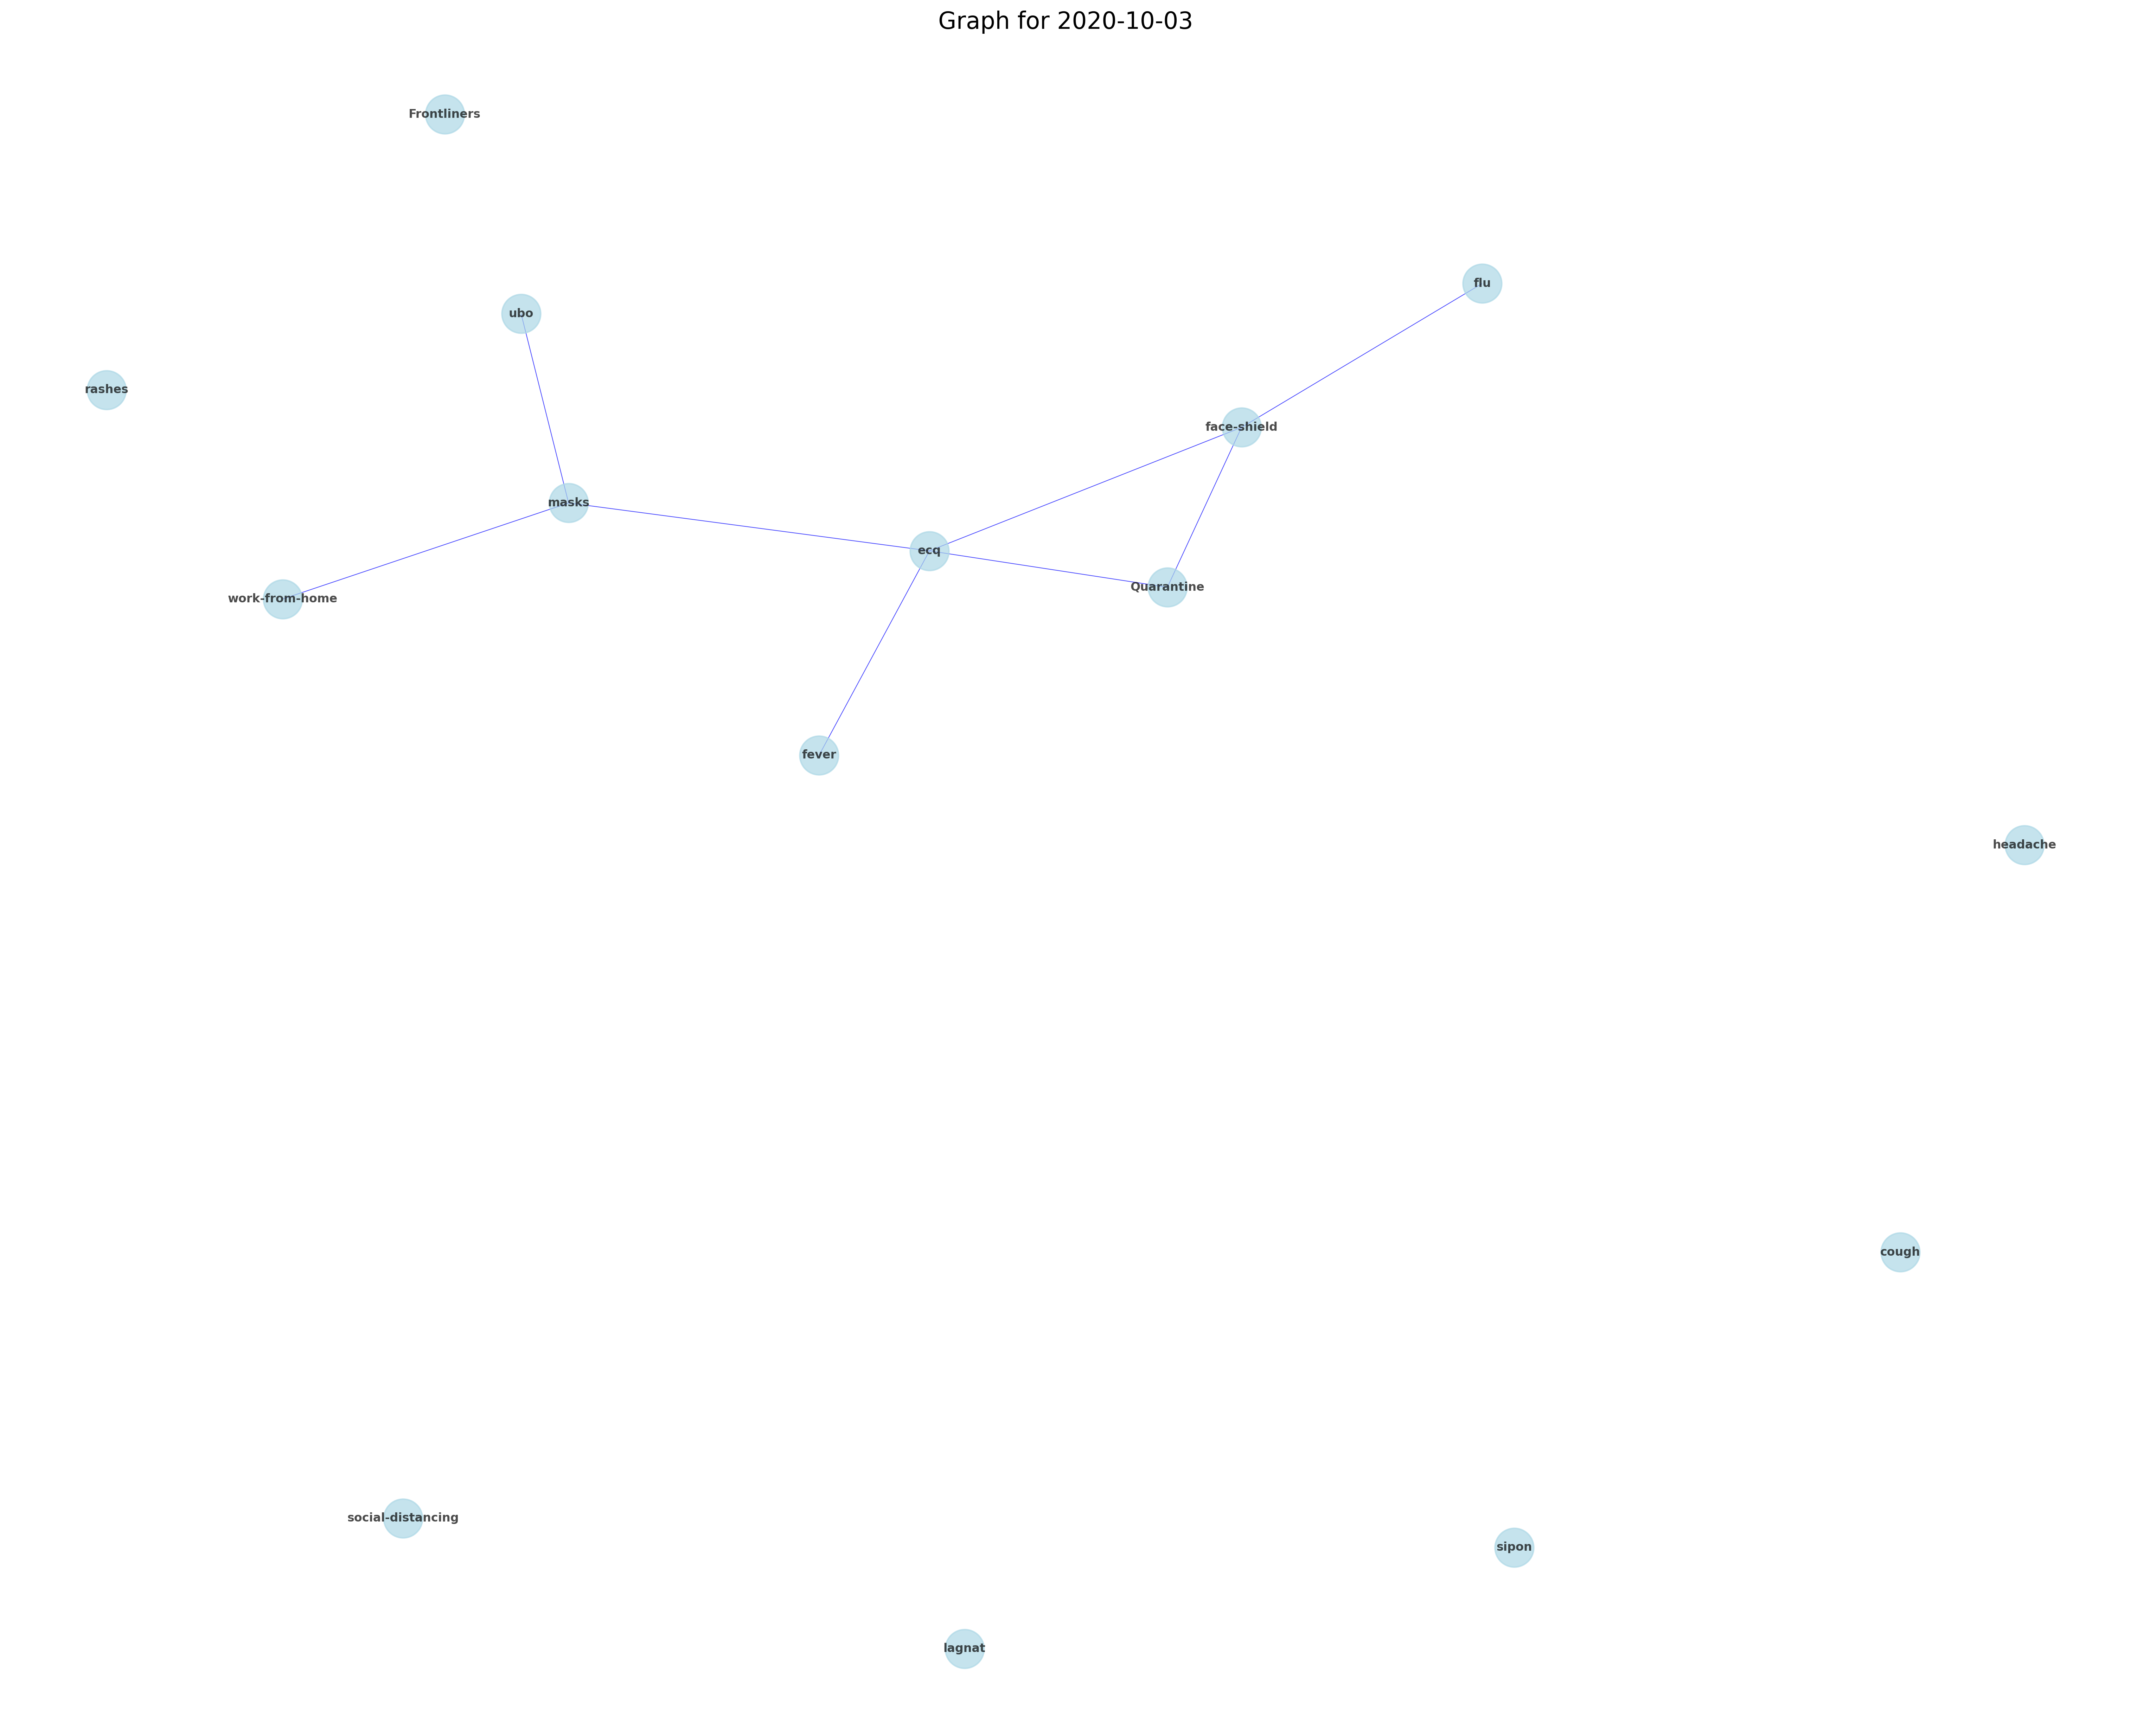 Graph for 2020-10-03
Frontliners
flu
ubo
rashes
face-shield
masks
ecq
Quarantine
work-from-home
fever
headache
cough
social-distancing
sipon
lagnat